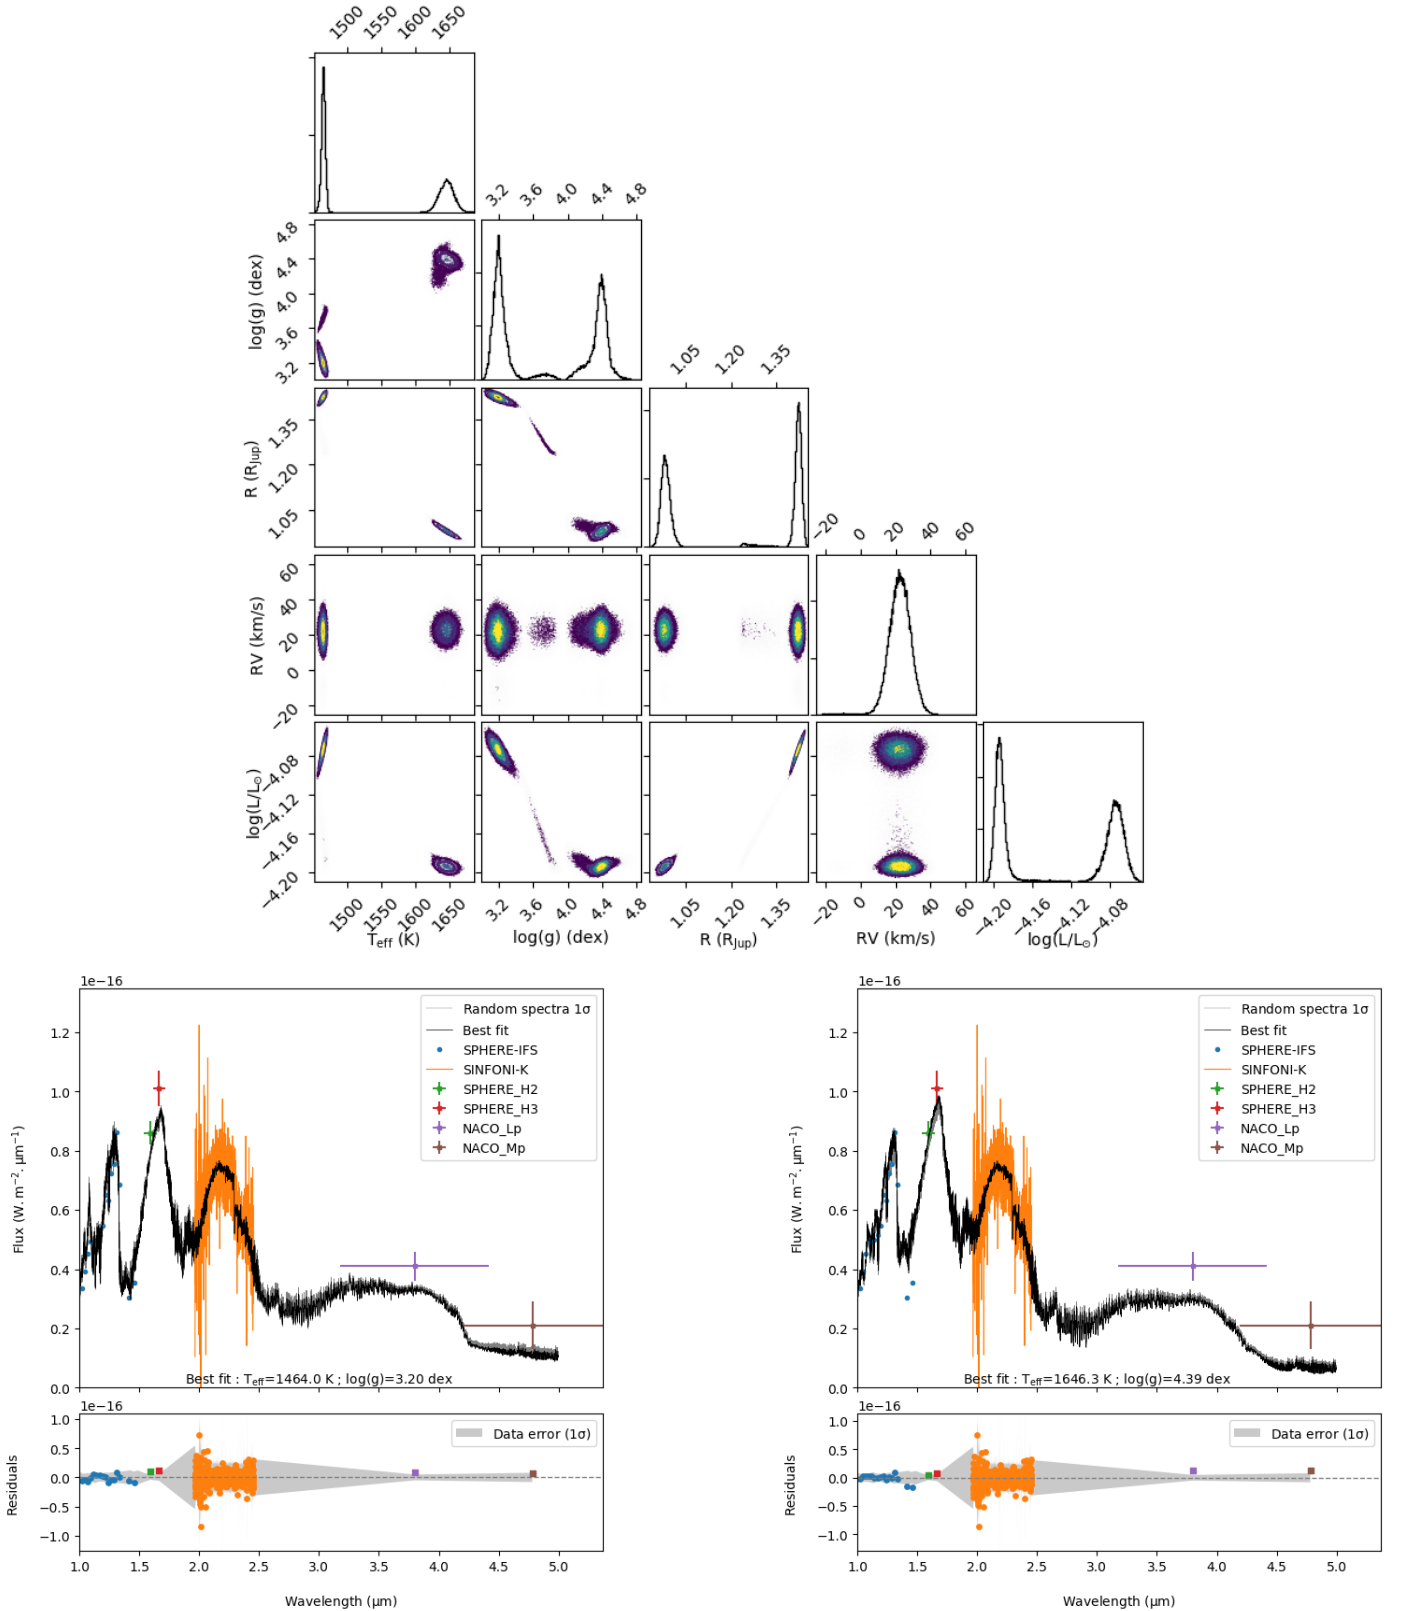 1500 1550 1600 1650
3.2 3.6 4.0 4.4 4.8
log(g) (dex)
4.8
4.4
4.0
3.6
3.2
1.05 1.20 1.35
R (RJup)
1.35
1.20
1.05
−20 0 20 40 60
RV (km/s)
60
40
20
0
−20
log(L/L⊙)
−4.08
−4.12
−4.16
−4.20
1500 1550 1600 1650
Teff (K)
3.2 3.6 4.0 4.4 4.8
log(g) (dex)
1.05 1.20 1.35
R (RJup)
−20 0 20 40 60
RV (km/s)
−4.20 −4.16 −4.12 −4.08
log(L/L⊙)
1e−16
Flux (W. m−2. μm−1)
1.2
1.0
0.8
0.6
0.4
0.2
0.0
Random spectra 1σ
Best fit
SPHERE-IFS
SINFONI-K
SPHERE_H2
SPHERE_H3
NACO_Lp
NACO_Mp
Best fit : Teff=1464.0 K ; log(g)=3.20 dex
1e−16
Residuals
1.0
0.5
0.0
−0.5
−1.0
Data error (1σ)
1.0 1.5 2.0 2.5 3.0 3.5 4.0 4.5 5.0
Wavelength (μm)
1e−16
Flux (W. m−2. μm−1)
1.2
1.0
0.8
0.6
0.4
0.2
0.0
Random spectra 1σ
Best fit
SPHERE-IFS
SINFONI-K
SPHERE_H2
SPHERE_H3
NACO_Lp
NACO_Mp
Best fit : Teff=1646.3 K ; log(g)=4.39 dex
1e−16
Residuals
1.0
0.5
0.0
−0.5
−1.0
Data error (1σ)
1.0 1.5 2.0 2.5 3.0 3.5 4.0 4.5 5.0
Wavelength (μm)